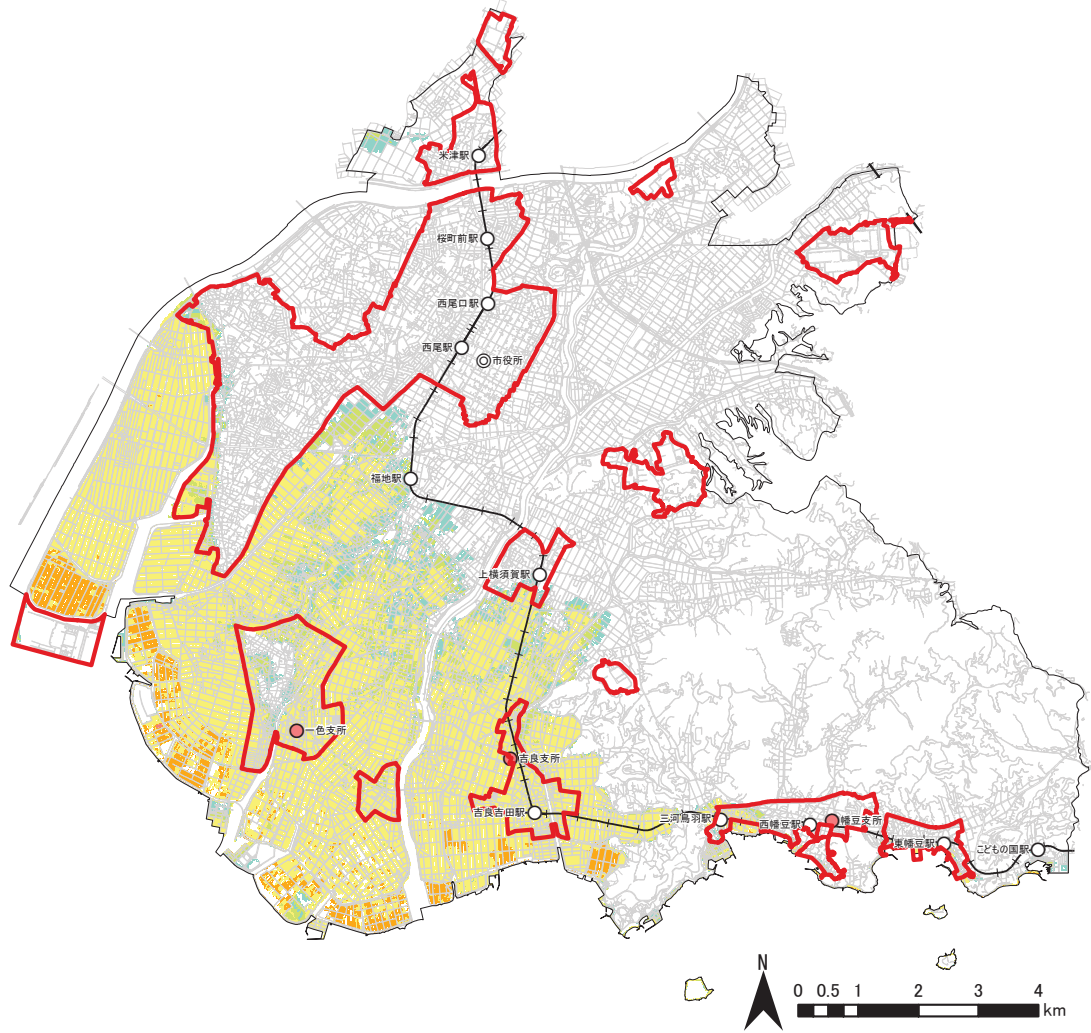 米津駅
桜町前駅
西尾口駅
西尾駅
市役所
福地駅
上横須賀駅
一色支所
吉良支所
吉良吉田駅
三河鳥羽駅
西幡豆駅
幡豆支所
東幡豆駅
こどもの国駅
N
0 0.5 1 2 3 4
km